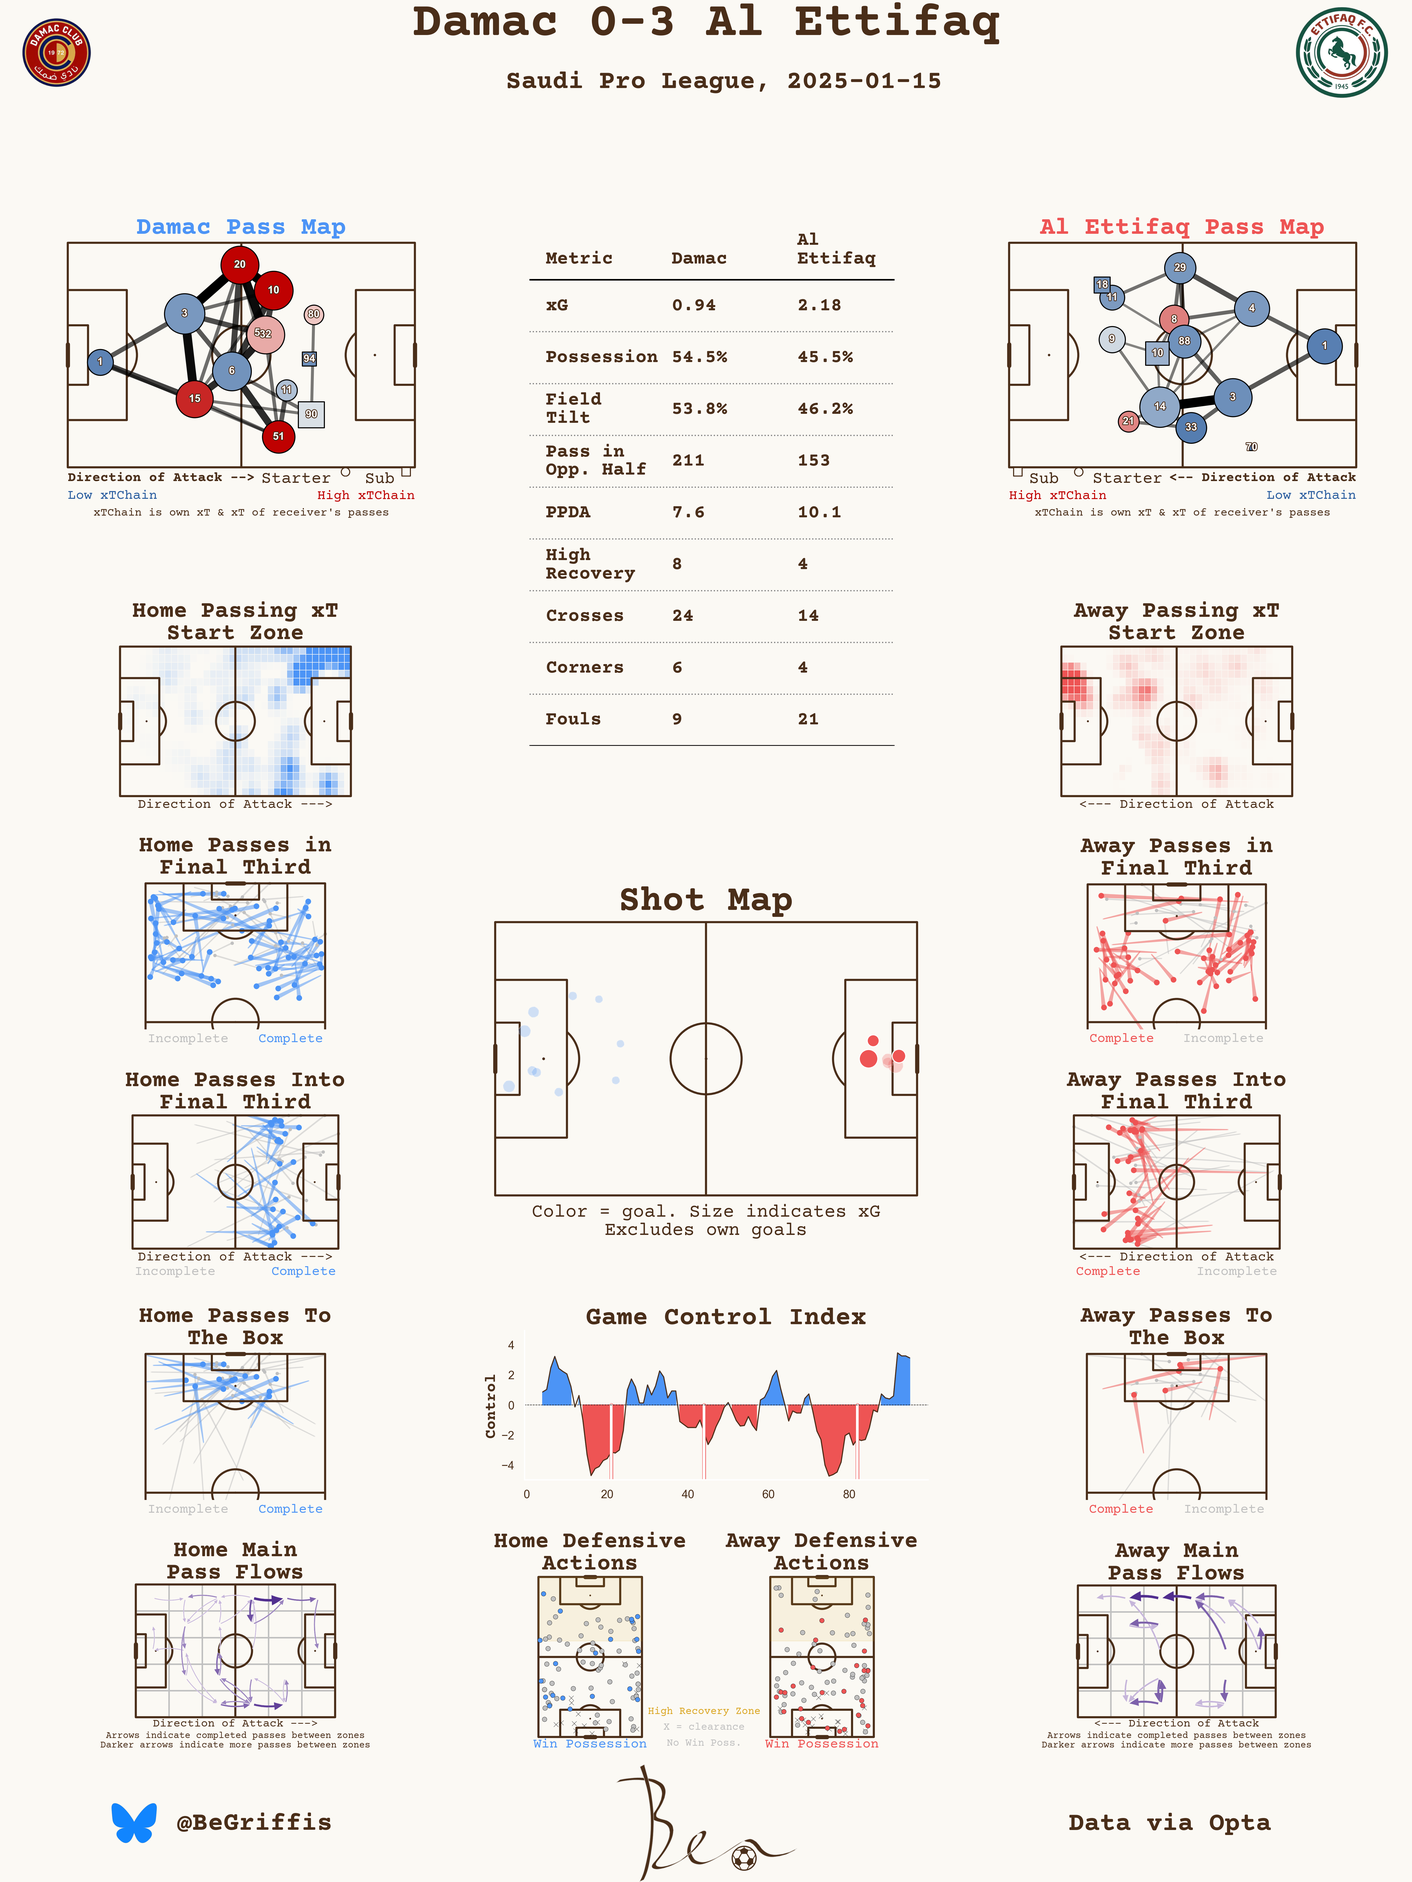 Damac 0-3 Al Ettifaq
Saudi Pro League, 2025-01-15
DAMAC CLUB
19 72
نادي ضمك
ETTIFAQ F.C.
1945
Damac Pass Map
20
10
3
80
532
1
94
6
11
15
90
51
Direction of Attack --> Starter Sub
Low xTChain High xTChain
xTChain is own xT & xT of receiver's passes
Metric Damac Al Ettifaq
xG 0.94 2.18
Possession 54.5% 45.5%
Field Tilt 53.8% 46.2%
Pass in Opp. Half 211 153
PPDA 7.6 10.1
High Recovery 8 4
Crosses 24 14
Corners 6 4
Fouls 9 21
Al Ettifaq Pass Map
29
18
11
4
8
9
88
10
1
3
14
21
33
70
Sub Starter <-- Direction of Attack
High xTChain Low xTChain
xTChain is own xT & xT of receiver's passes
Home Passing xT
Start Zone
Direction of Attack --->
Away Passing xT
Start Zone
<--- Direction of Attack
Home Passes in
Final Third
Incomplete Complete
Away Passes in
Final Third
Complete Incomplete
Shot Map
Color = goal. Size indicates xG
Excludes own goals
Home Passes Into
Final Third
Direction of Attack --->
Incomplete Complete
Away Passes Into
Final Third
<--- Direction of Attack
Complete Incomplete
Home Passes To
The Box
Incomplete Complete
Game Control Index
Control
4
2
0
−2
−4
0 20 40 60 80
Away Passes To
The Box
Complete Incomplete
Home Main
Pass Flows
Direction of Attack --->
Arrows indicate completed passes between zones
Darker arrows indicate more passes between zones
Home Defensive
Actions
Win Possession
High Recovery Zone
X = clearance
No Win Poss.
Away Defensive
Actions
Win Possession
Away Main
Pass Flows
<--- Direction of Attack
Arrows indicate completed passes between zones
Darker arrows indicate more passes between zones
@BeGriffis
Ben
Data via Opta